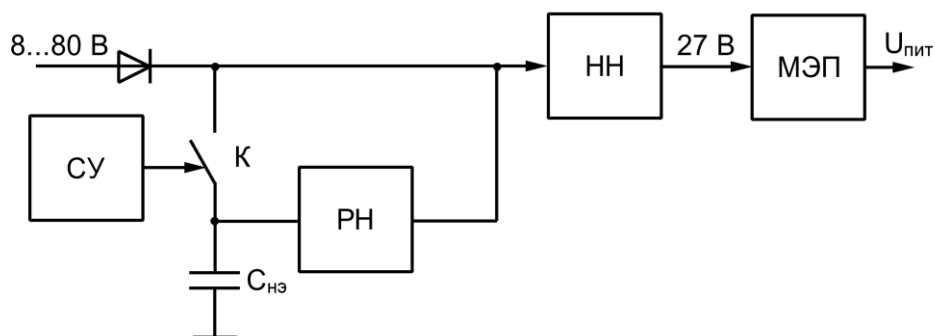 8...80 В
НН
27 В
МЭП
Uпит
СУ
К
РН
Cнэ